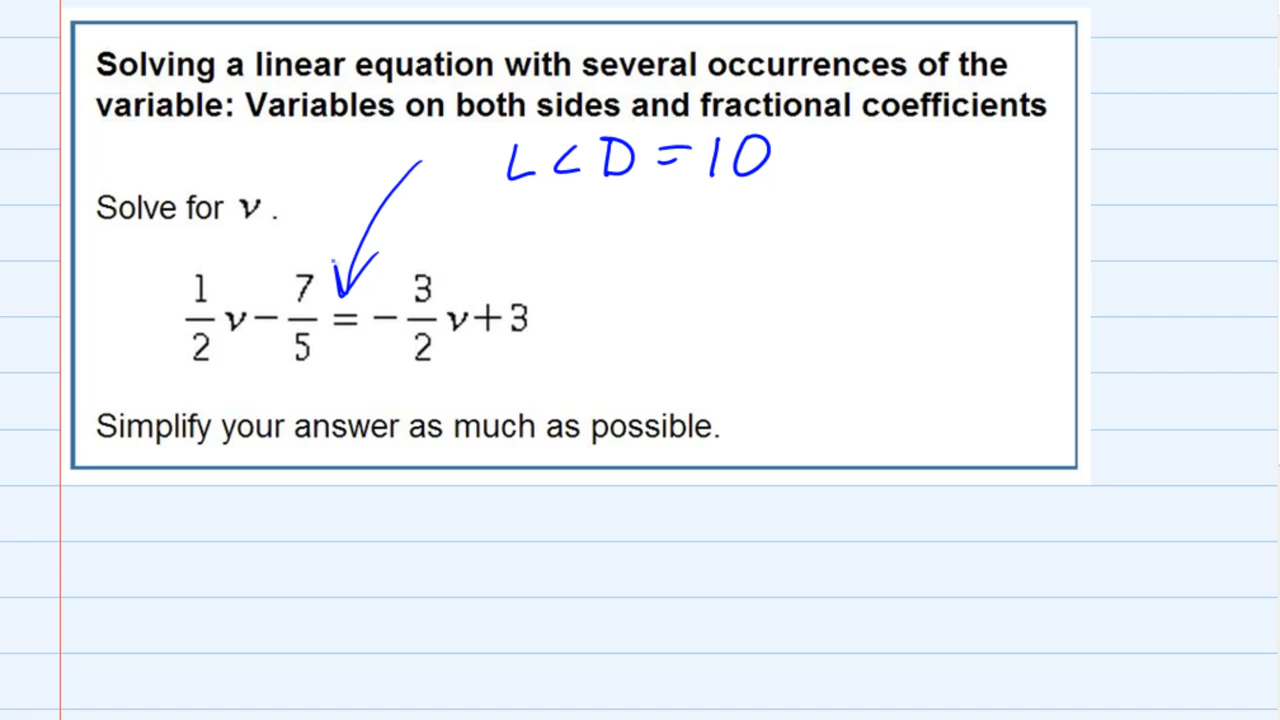 Solving a linear equation with several occurrences of the
variable: Variables on both sides and fractional coefficients
LCD = 10
Solve for v .
1/2 v − 7/5 = − 3/2 v + 3
Simplify your answer as much as possible.